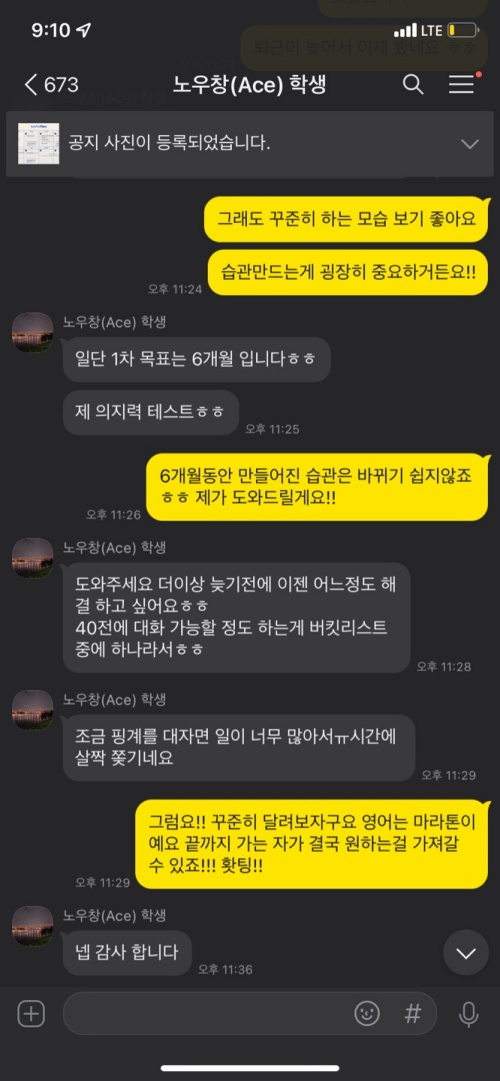 9:10
LTE
퇴근이 늦어서 이제 봤네요 ㅎㅎ
673
노우창(Ace) 학생
공지 사진이 등록되었습니다.
그래도 꾸준히 하는 모습 보기 좋아요
습관만드는게 굉장히 중요하거든요!!
오후 11:24
노우창(Ace) 학생
일단 1차 목표는 6개월 입니다ㅎㅎ
제 의지력 테스트ㅎㅎ
오후 11:25
6개월동안 만들어진 습관은 바뀌기 쉽지않죠
ㅎㅎ 제가 도와드릴게요!!
오후 11:26
노우창(Ace) 학생
도와주세요 더이상 늦기전에 이젠 어느정도 해
결 하고 싶어요ㅎㅎ
40전에 대화 가능할 정도 하는게 버킷리스트
중에 하나라서ㅎㅎ
오후 11:28
노우창(Ace) 학생
조금 핑계를 대자면 일이 너무 많아서ㅠ시간에
살짝 쫒기네요
오후 11:29
그럼요!! 꾸준히 달려보자구요 영어는 마라톤이
예요 끝까지 가는 자가 결국 원하는걸 가져갈
수 있죠!!! 홧팅!!
오후 11:29
노우창(Ace) 학생
넵 감사 합니다
오후 11:36
#